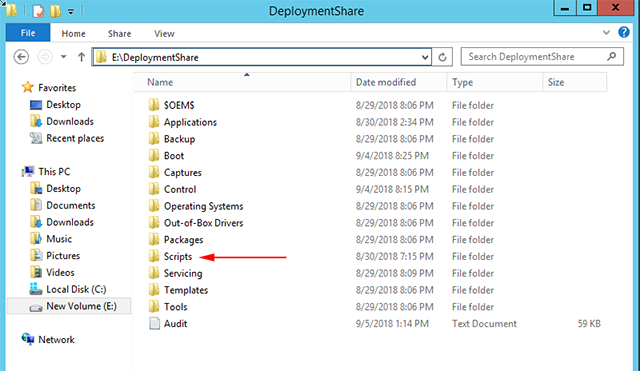 DeploymentShare
File Home Share View
E:\DeploymentShare Search DeploymentShare
Name Date modified Type Size
Favorites
Desktop
Downloads
Recent places
This PC
Desktop
Documents
Downloads
Music
Pictures
Videos
Local Disk (C:)
New Volume (E:)
Network
$OEM$ 8/29/2018 8:06 PM File folder
Applications 8/30/2018 2:34 PM File folder
Backup 8/29/2018 8:06 PM File folder
Boot 9/4/2018 8:25 PM File folder
Captures 8/29/2018 8:06 PM File folder
Control 9/4/2018 8:15 PM File folder
Operating Systems 8/29/2018 8:06 PM File folder
Out-of-Box Drivers 8/29/2018 8:06 PM File folder
Packages 8/29/2018 8:06 PM File folder
Scripts 8/30/2018 7:15 PM File folder
Servicing 8/29/2018 8:09 PM File folder
Templates 8/29/2018 8:06 PM File folder
Tools 8/29/2018 8:06 PM File folder
Audit 9/5/2018 1:14 PM Text Document 59 KB